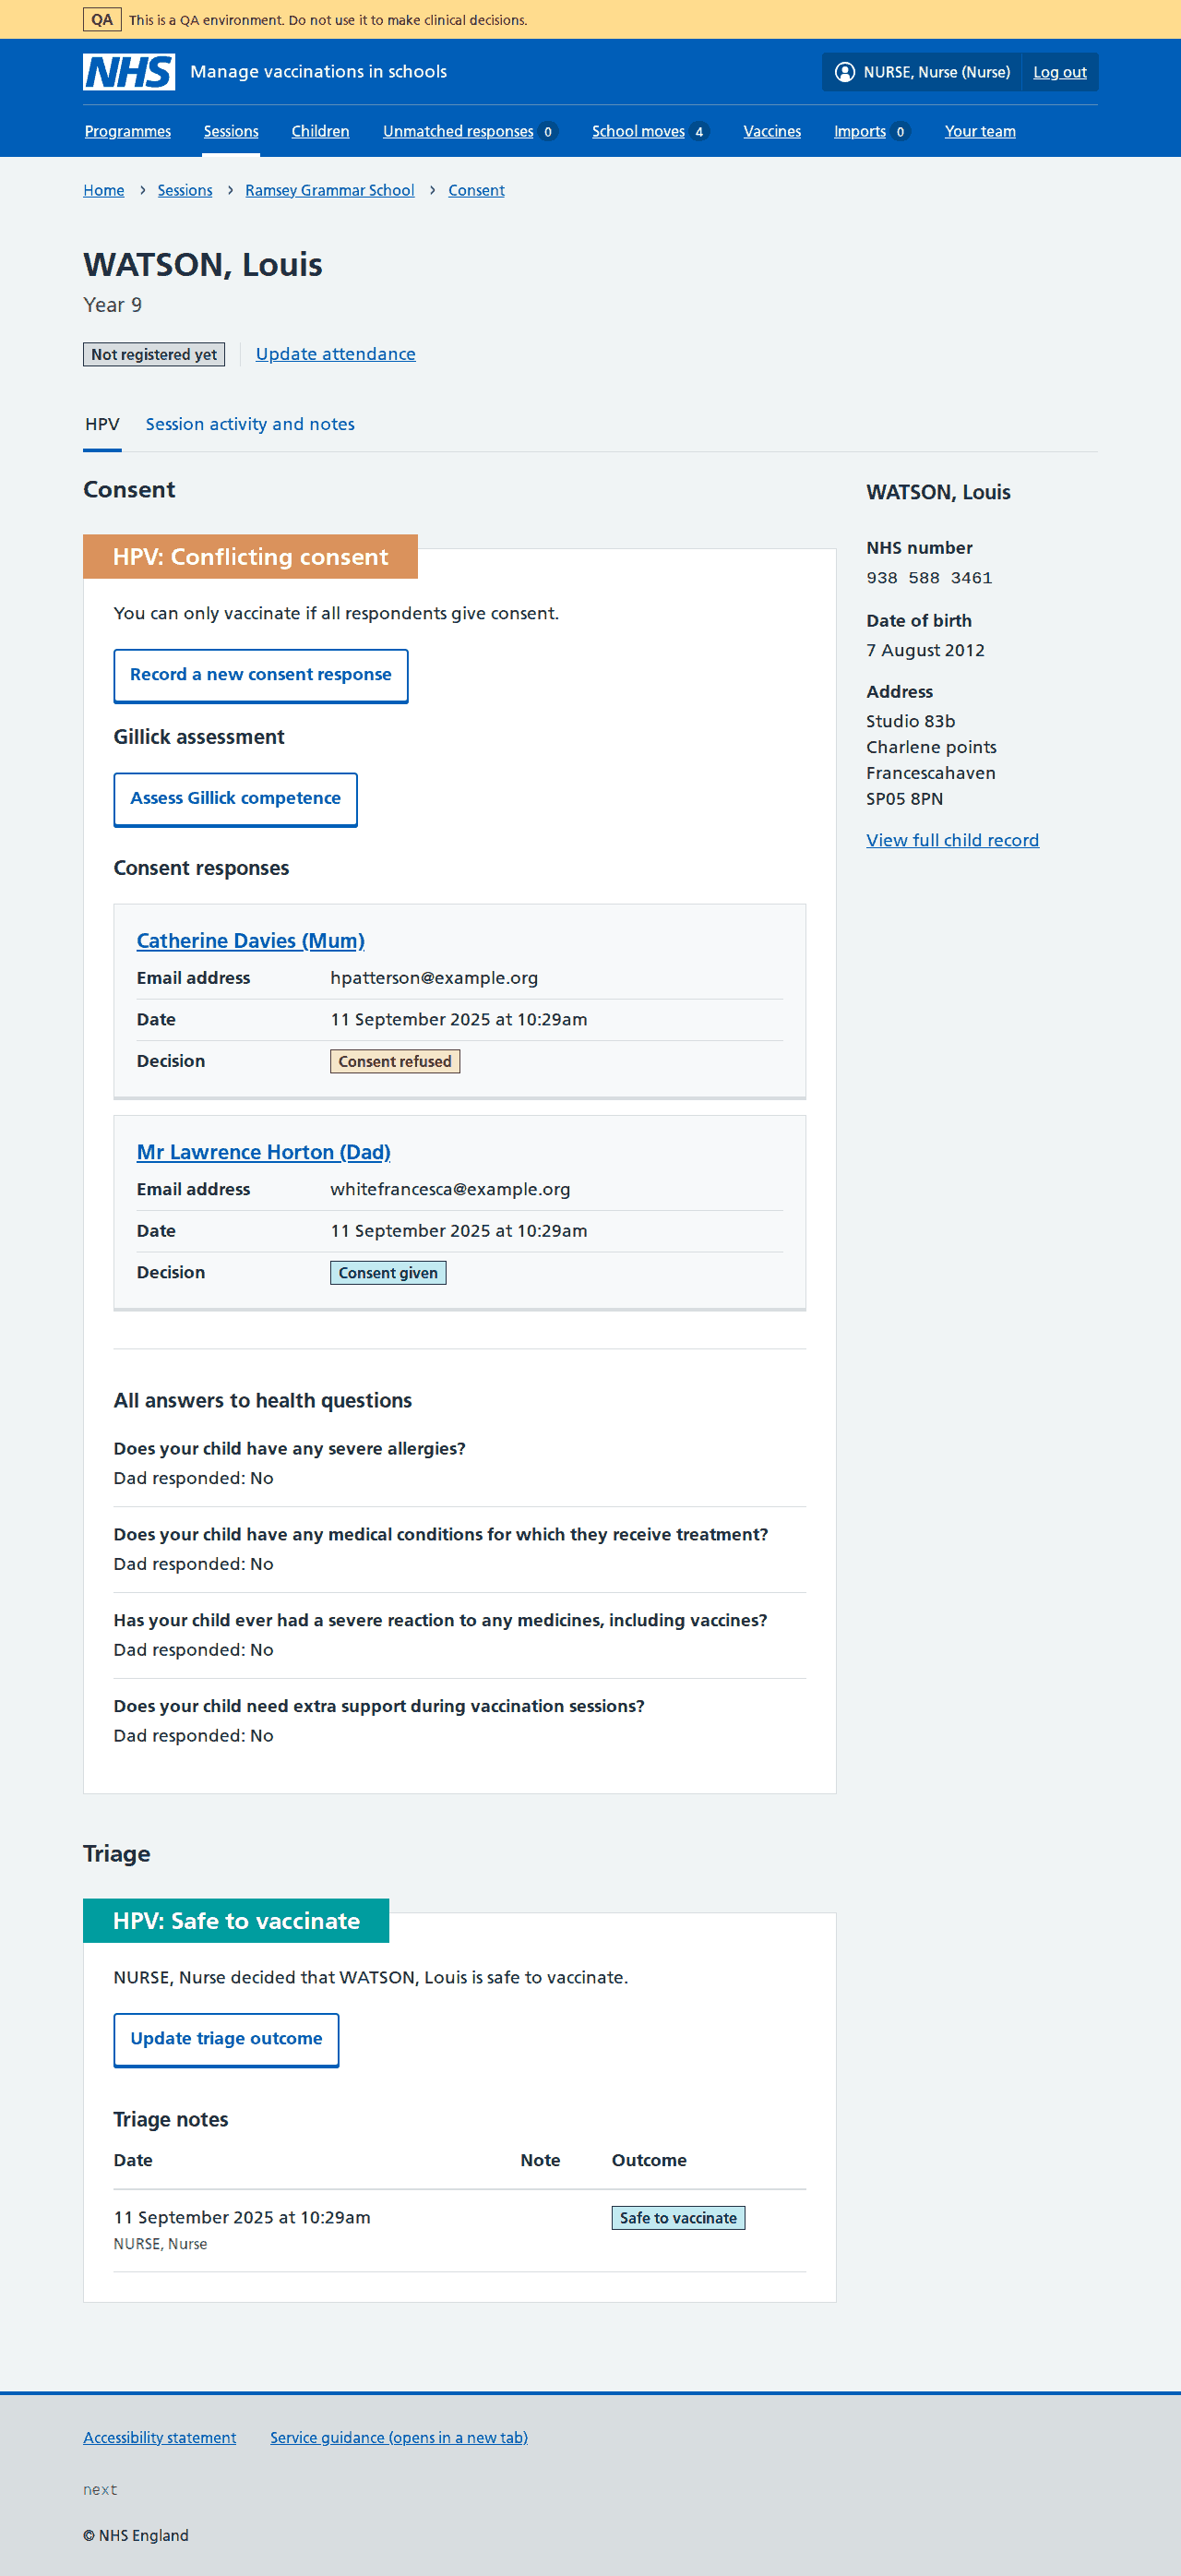 QA This is a QA environment. Do not use it to make clinical decisions.
NHS Manage vaccinations in schools
NURSE, Nurse (Nurse) Log out
Programmes Sessions Children Unmatched responses 0 School moves 4 Vaccines Imports 0 Your team
Home › Sessions › Ramsey Grammar School › Consent
WATSON, Louis
Year 9
Not registered yet Update attendance
HPV Session activity and notes
Consent
HPV: Conflicting consent
You can only vaccinate if all respondents give consent.
Record a new consent response
Gillick assessment
Assess Gillick competence
Consent responses
Catherine Davies (Mum)
Email address hpatterson@example.org
Date 11 September 2025 at 10:29am
Decision Consent refused
Mr Lawrence Horton (Dad)
Email address whitefrancesca@example.org
Date 11 September 2025 at 10:29am
Decision Consent given
All answers to health questions
Does your child have any severe allergies?
Dad responded: No
Does your child have any medical conditions for which they receive treatment?
Dad responded: No
Has your child ever had a severe reaction to any medicines, including vaccines?
Dad responded: No
Does your child need extra support during vaccination sessions?
Dad responded: No
WATSON, Louis
NHS number
938 588 3461
Date of birth
7 August 2012
Address
Studio 83b
Charlene points
Francescahaven
SP05 8PN
View full child record
Triage
HPV: Safe to vaccinate
NURSE, Nurse decided that WATSON, Louis is safe to vaccinate.
Update triage outcome
Triage notes
Date Note Outcome
11 September 2025 at 10:29am Safe to vaccinate
NURSE, Nurse
Accessibility statement Service guidance (opens in a new tab)
next
© NHS England